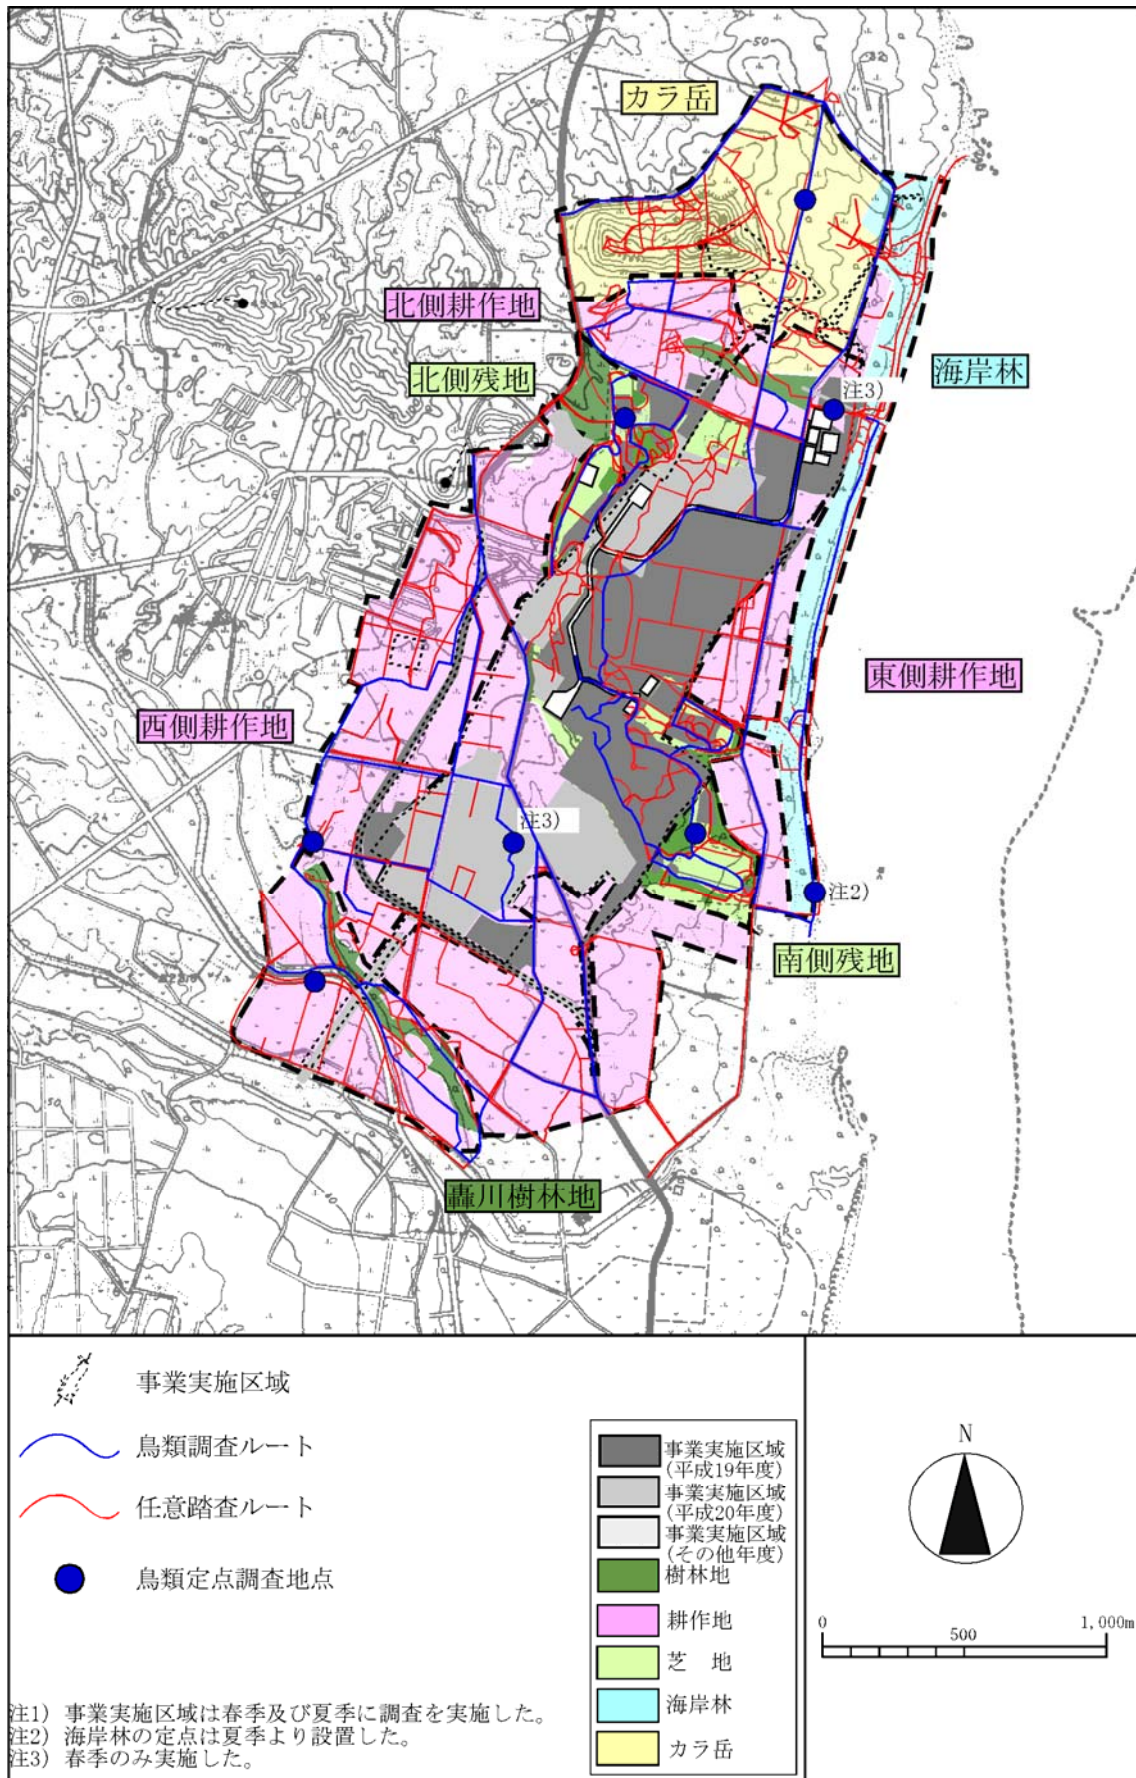 カラ岳
北側耕作地
北側残地
海岸林
注3)
東側耕作地
西側耕作地
注3)
注2)
南側残地
轟川樹林地
事業実施区域
鳥類調査ルート
任意踏査ルート
鳥類定点調査地点
注1) 事業実施区域は春季及び夏季に調査を実施した。
注2) 海岸林の定点は夏季より設置した。
注3) 春季のみ実施した。
事業実施区域
(平成19年度)
事業実施区域
(平成20年度)
事業実施区域
(その他年度)
樹林地
耕作地
芝 地
海岸林
カラ岳
N
0 500 1,000m